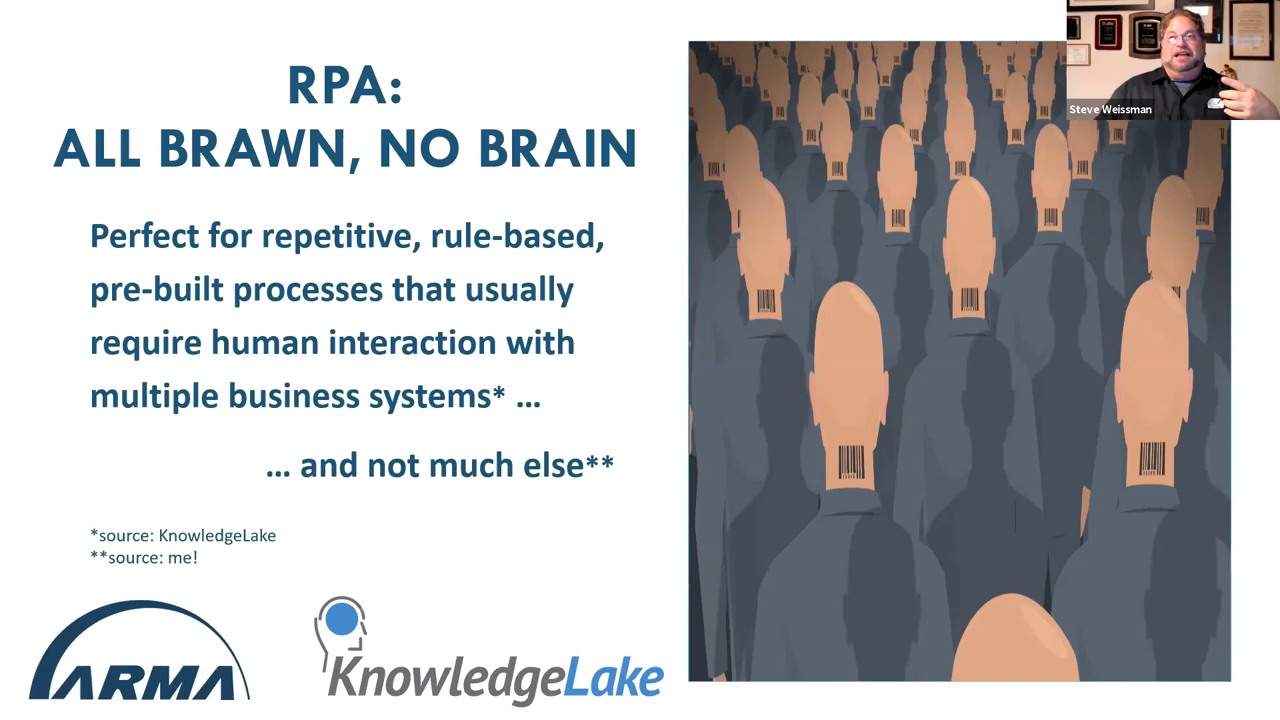 RPA:
ALL BRAWN, NO BRAIN
Perfect for repetitive, rule-based,
pre-built processes that usually
require human interaction with
multiple business systems* ...
... and not much else**
*source: KnowledgeLake
**source: me!
ARMA
KnowledgeLake
Steve Weissman